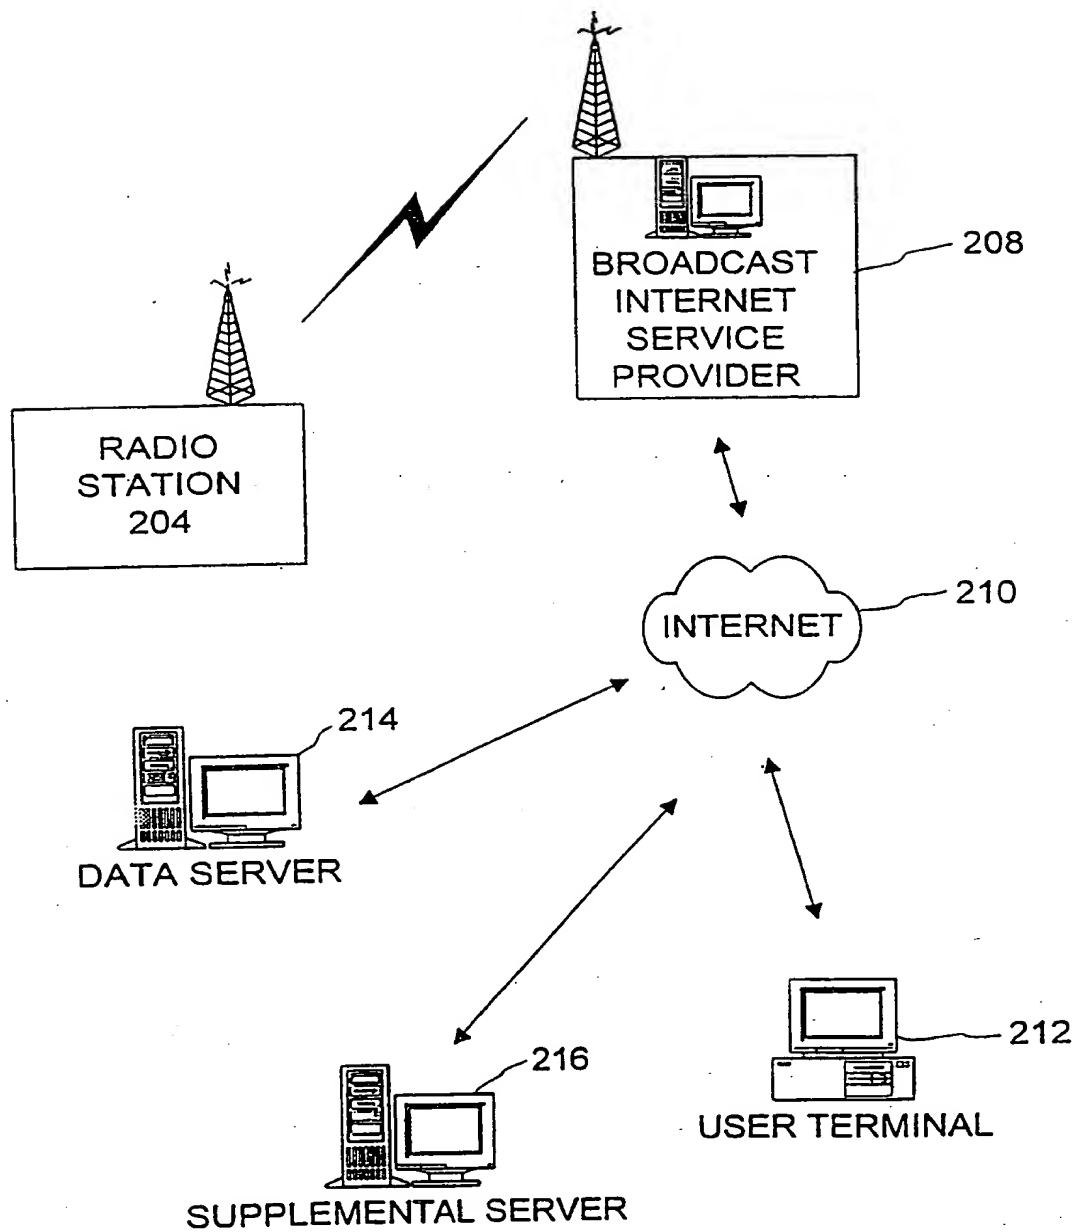 208
BROADCAST
INTERNET
SERVICE
PROVIDER
RADIO
STATION
204
INTERNET
210
214
DATA SERVER
212
USER TERMINAL
216
SUPPLEMENTAL SERVER